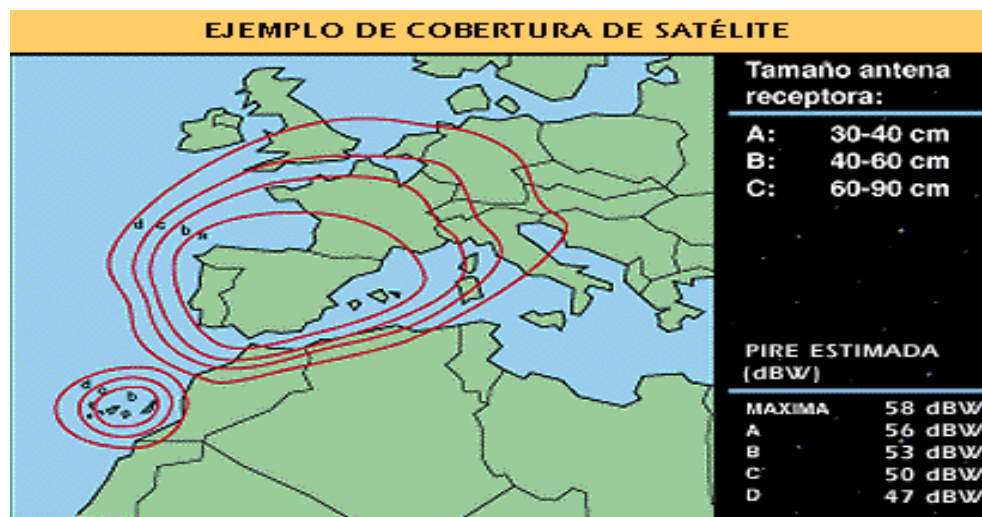 EJEMPLO DE COBERTURA DE SATÉLITE
Tamaño antena
receptora:
A: 30-40 cm
B: 40-60 cm
C: 60-90 cm
d c b a
d c
PIRE ESTIMADA
(dBW)
MAXIMA 58 dBW
A 56 dBW
B 53 dBW
C 50 dBW
D 47 dBW